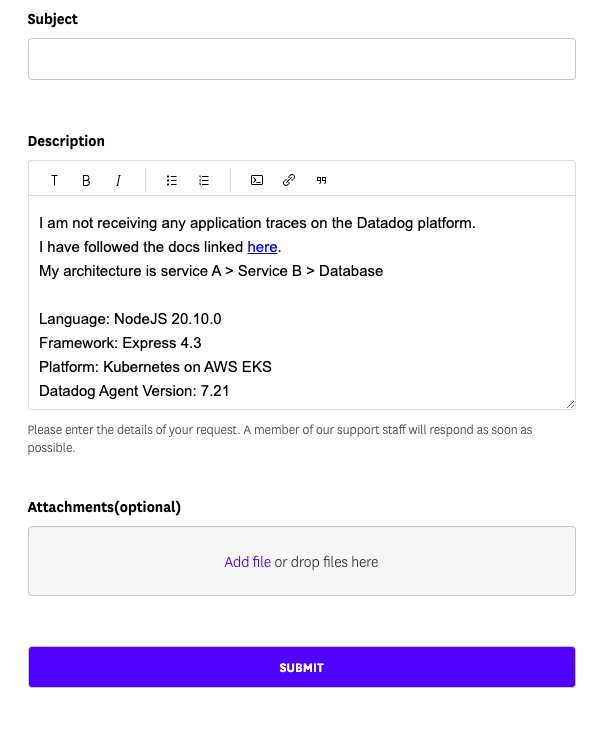 Subject
Description
T B I
I am not receiving any application traces on the Datadog platform.
I have followed the docs linked here.
My architecture is service A > Service B > Database
Language: NodeJS 20.10.0
Framework: Express 4.3
Platform: Kubernetes on AWS EKS
Datadog Agent Version: 7.21
Please enter the details of your request. A member of our support staff will respond as soon as
possible.
Attachments(optional)
Add file or drop files here
SUBMIT